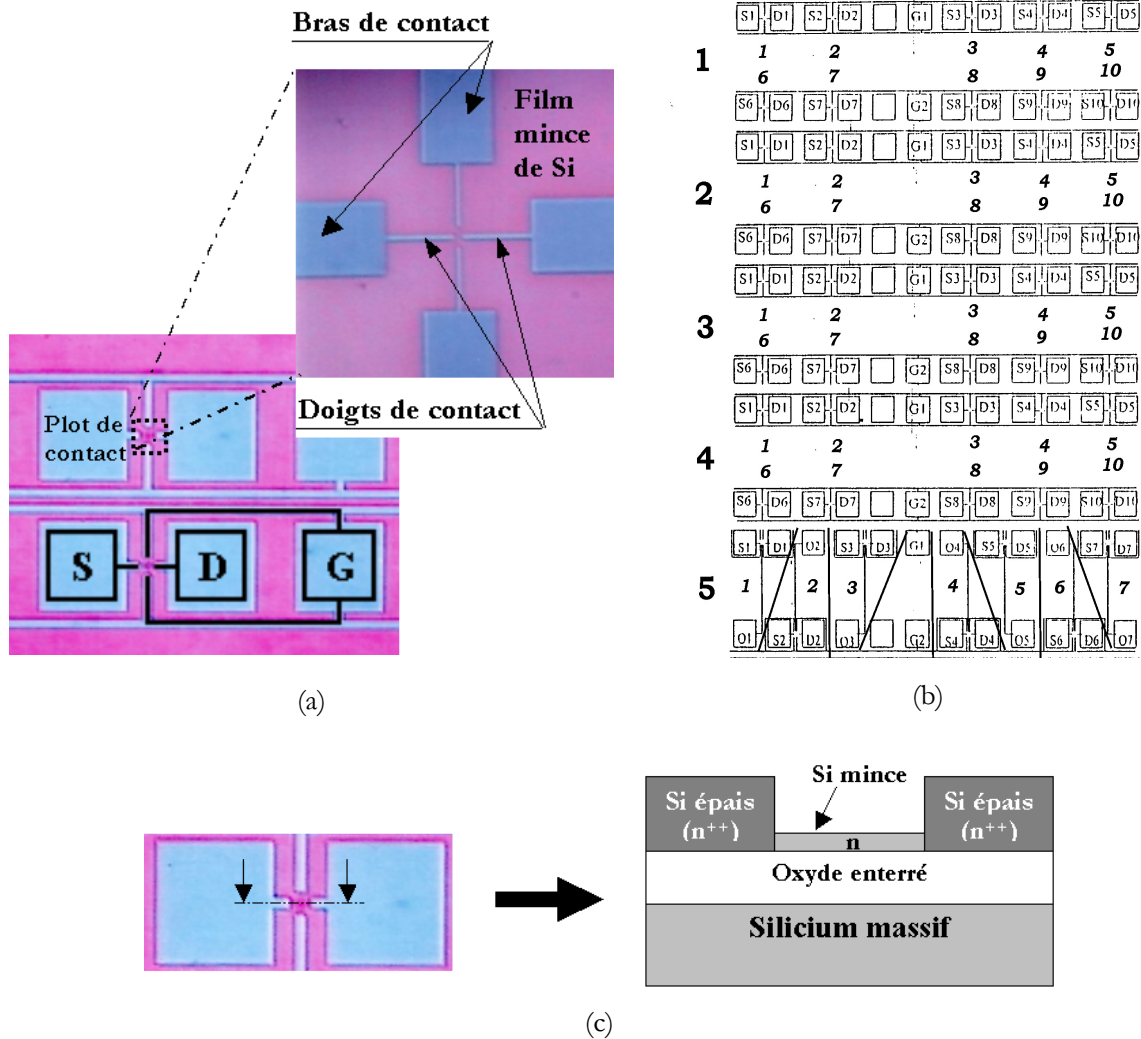 Bras de contact
Film
mince
de Si
Doigts de contact
Plot de
contact
S D G
(a)
S1 D1 S2 D2 G1 S3 D3 S4 D4 S5 D5
1 2 3 4 5
1
6 7 8 9 10
S6 D6 S7 D7 G2 S8 D8 S9 D9 S10 D10
S1 D1 S2 D2 G1 S3 D3 S4 D4 S5 D5
1 2 3 4 5
2
6 7 8 9 10
S6 D6 S7 D7 G2 S8 D8 S9 D9 S10 D10
S1 D1 S2 D2 G1 S3 D3 S4 D4 S5 D5
1 2 3 4 5
3
6 7 8 9 10
S6 D6 S7 D7 G2 S8 D8 S9 D9 S10 D10
S1 D1 S2 D2 G1 S3 D3 S4 D4 S5 D5
1 2 3 4 5
4
6 7 8 9 10
S6 D6 S7 D7 G2 S8 D8 S9 D9 S10 D10
S1 D1 O2 S3 D3 G1 O4 S5 D5 O6 S7 D7
5 1 2 3 4 5 6 7
O1 S2 D2 O3 G2 S4 D4 O5 S6 D6 O7
(b)
Si mince
Si épais
(n++)
Si épais
(n++)
n
Oxyde enterré
Silicium massif
(c)